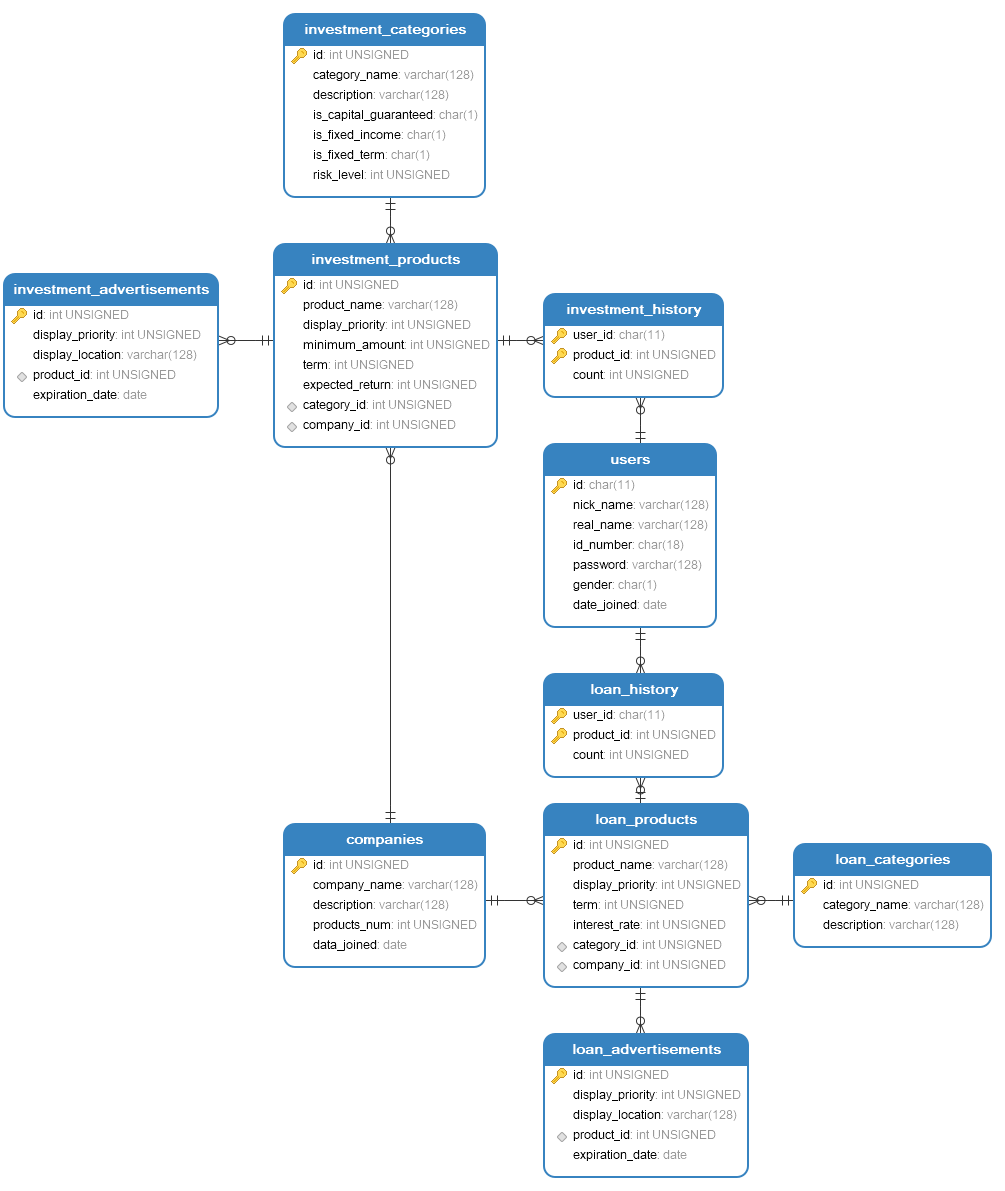 investment_categories
id: int UNSIGNED
category_name: varchar(128)
description: varchar(128)
is_capital_guaranteed: char(1)
is_fixed_income: char(1)
is_fixed_term: char(1)
risk_level: int UNSIGNED
investment_advertisements
id: int UNSIGNED
display_priority: int UNSIGNED
display_location: varchar(128)
product_id: int UNSIGNED
expiration_date: date
investment_products
id: int UNSIGNED
product_name: varchar(128)
display_priority: int UNSIGNED
minimum_amount: int UNSIGNED
term: int UNSIGNED
expected_return: int UNSIGNED
category_id: int UNSIGNED
company_id: int UNSIGNED
investment_history
user_id: char(11)
product_id: int UNSIGNED
count: int UNSIGNED
users
id: char(11)
nick_name: varchar(128)
real_name: varchar(128)
id_number: char(18)
password: varchar(128)
gender: char(1)
date_joined: date
loan_history
user_id: char(11)
product_id: int UNSIGNED
count: int UNSIGNED
companies
id: int UNSIGNED
company_name: varchar(128)
description: varchar(128)
products_num: int UNSIGNED
data_joined: date
loan_products
id: int UNSIGNED
product_name: varchar(128)
display_priority: int UNSIGNED
term: int UNSIGNED
interest_rate: int UNSIGNED
category_id: int UNSIGNED
company_id: int UNSIGNED
loan_categories
id: int UNSIGNED
category_name: varchar(128)
description: varchar(128)
loan_advertisements
id: int UNSIGNED
display_priority: int UNSIGNED
display_location: varchar(128)
product_id: int UNSIGNED
expiration_date: date